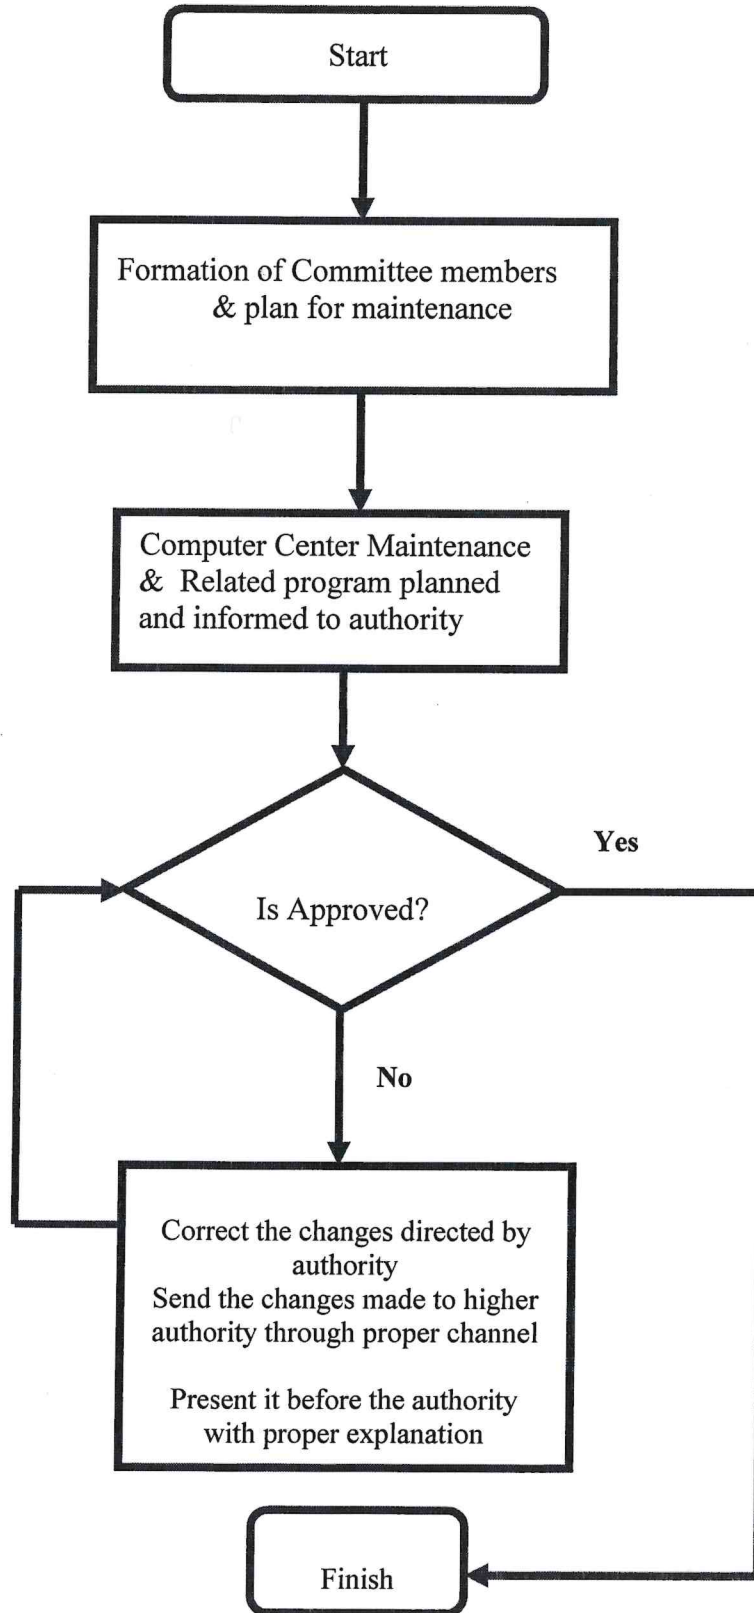 Start
Formation of Committee members
& plan for maintenance
Computer Center Maintenance
& Related program planned
and informed to authority
Is Approved?
Yes
No
Correct the changes directed by
authority
Send the changes made to higher
authority through proper channel
Present it before the authority
with proper explanation
Finish